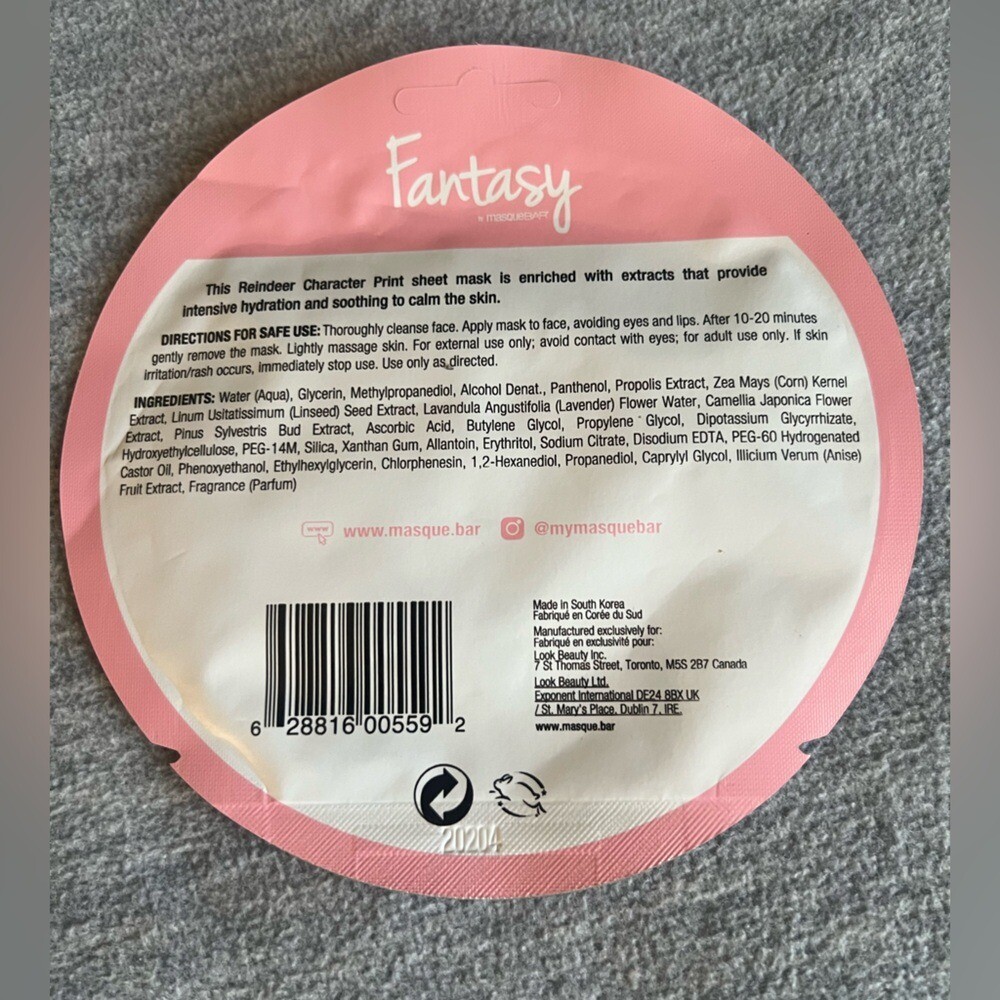 Fantasy
by masqueBAR
This Reindeer Character Print sheet mask is enriched with extracts that provide
intensive hydration and soothing to calm the skin.
DIRECTIONS FOR SAFE USE: Thoroughly cleanse face. Apply mask to face, avoiding eyes and lips. After 10-20 minutes
gently remove the mask. Lightly massage skin. For external use only; avoid contact with eyes; for adult use only. If skin
irritation/rash occurs, immediately stop use. Use only as directed.
INGREDIENTS: Water (Aqua), Glycerin, Methylpropanediol, Alcohol Denat., Panthenol, Propolis Extract, Zea Mays (Corn) Kernel
Extract, Linum Usitatissimum (Linseed) Seed Extract, Lavandula Angustifolia (Lavender) Flower Water, Camellia Japonica Flower
Extract, Pinus Sylvestris Bud Extract, Ascorbic Acid, Butylene Glycol, Propylene Glycol, Dipotassium Glycyrrhizate,
Hydroxyethylcellulose, PEG-14M, Silica, Xanthan Gum, Allantoin, Erythritol, Sodium Citrate, Disodium EDTA, PEG-60 Hydrogenated
Castor Oil, Phenoxyethanol, Ethylhexylglycerin, Chlorphenesin, 1,2-Hexanediol, Propanediol, Caprylyl Glycol, Illicium Verum (Anise)
Fruit Extract, Fragrance (Parfum)
www www.masque.bar @mymasquebar
Made in South Korea
Fabriqué en Corée du Sud
Manufactured exclusively for:
Fabriqué en exclusivité pour:
Look Beauty Inc.
7 St Thomas Street, Toronto, M5S 2B7 Canada
Look Beauty Ltd.
Exponent International DE24 8BX UK
/ St. Mary's Place, Dublin 7, IRE.
www.masque.bar
6 28816 00559 2
20204